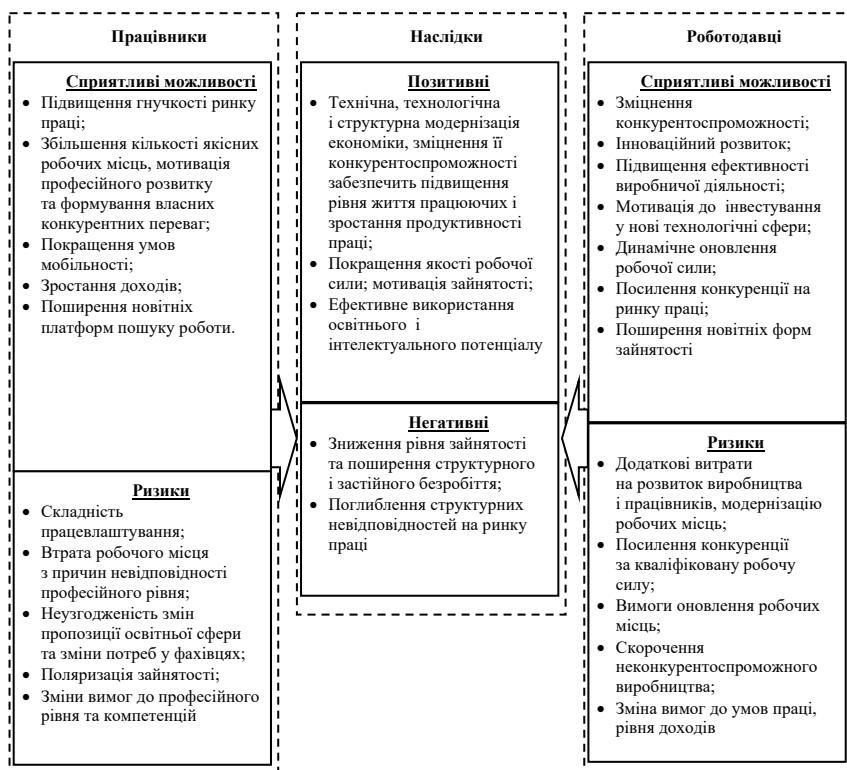 Працівники
Сприятливі можливості
• Підвищення гнучкості ринку
праці;
• Збільшення кількості якісних
робочих місць, мотивація
професійного розвитку
та формування власних
конкурентних переваг;
• Покращення умов
мобільності;
• Зростання доходів;
• Поширення новітніх
платформ пошуку роботи.
Ризики
• Складність
працевлаштування;
• Втрата робочого місця
з причин невідповідності
професійного рівня;
• Неузгодженість змін
пропозиції освітньої сфери
та зміни потреб у фахівцях;
• Поляризація зайнятості;
• Зміни вимог до професійного
рівня та компетенцій
Наслідки
Позитивні
• Технічна, технологічна
і структурна модернізація
економіки, зміцнення її
конкурентоспроможності
забезпечить підвищення
рівня життя працюючих і
зростання продуктивності
праці;
• Покращення якості робочої
сили; мотивація зайнятості;
• Ефективне використання
освітнього і
інтелектуального потенціалу
Негативні
• Зниження рівня зайнятості
та поширення структурного
і застійного безробіття;
• Поглиблення структурних
невідповідностей на ринку
праці
Роботодавці
Сприятливі можливості
• Зміцнення
конкурентоспроможності;
• Інноваційний розвиток;
• Підвищення ефективності
виробничої діяльності;
• Мотивація до інвестування
у нові технологічні сфери;
• Динамічне оновлення
робочої сили;
• Посилення конкуренції на
ринку праці;
• Поширення новітніх форм
зайнятості
Ризики
• Додаткові витрати
на розвиток виробництва
і працівників, модернізацію
робочих місць;
• Посилення конкуренції
за кваліфіковану робочу
силу;
• Вимоги оновлення робочих
місць;
• Скорочення
неконкурентоспроможного
виробництва;
• Зміна вимог до умов праці,
рівня доходів